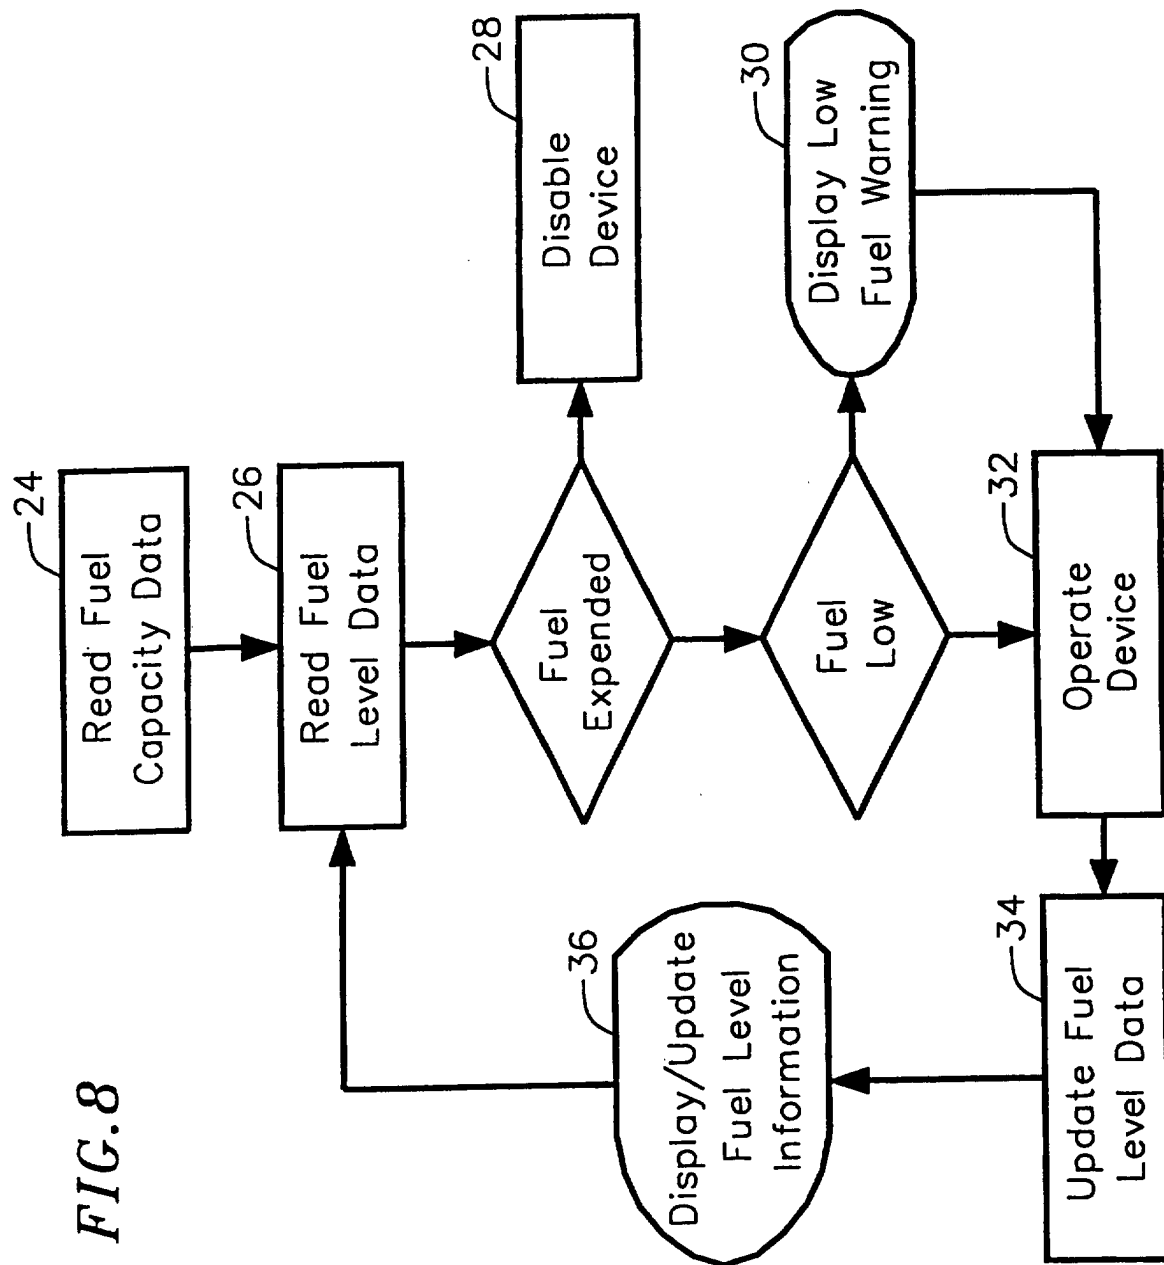 FIG.8
24
Read Fuel
Capacity Data
26
Read Fuel
Level Data
Fuel
Expended
28
Disable
Device
Fuel
Low
30
Display Low
Fuel Warning
32
Operate
Device
34
Update Fuel
Level Data
36
Display/Update
Fuel Level
Information